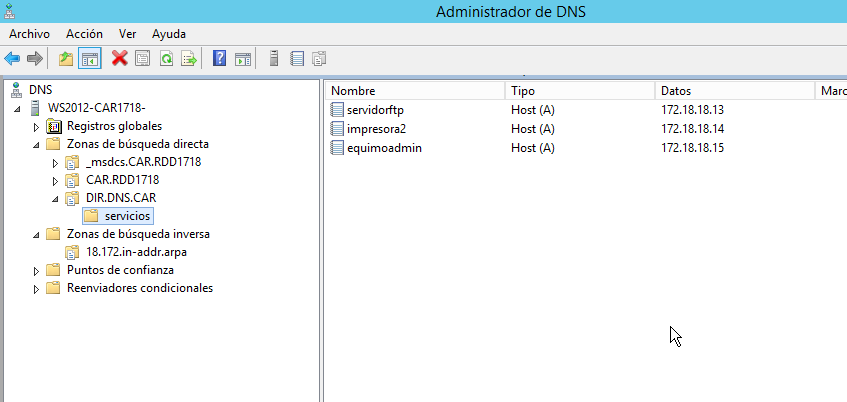 Administrador de DNS
Archivo Acción Ver Ayuda
DNS
WS2012-CAR1718-
Registros globales
Zonas de búsqueda directa
_msdcs.CAR.RDD1718
CAR.RDD1718
DIR.DNS.CAR
servicios
Zonas de búsqueda inversa
18.172.in-addr.arpa
Puntos de confianza
Reenviadores condicionales
Nombre Tipo Datos Marc
servidorftp Host (A) 172.18.18.13
impresora2 Host (A) 172.18.18.14
equimoadmin Host (A) 172.18.18.15